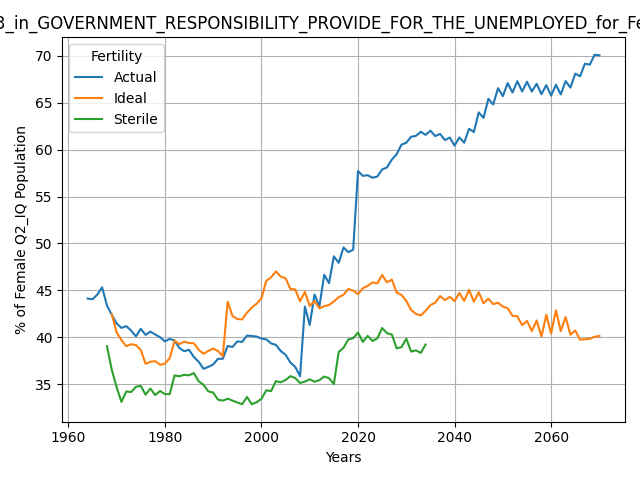 3_in_GOVERNMENT_RESPONSIBILITY_PROVIDE_FOR_THE_UNEMPLOYED_for_Fe
Fertility
Actual
Ideal
Sterile
% of Female Q2_IQ Population
70
65
60
55
50
45
40
35
1960
1980
2000
2020
2040
2060
Years